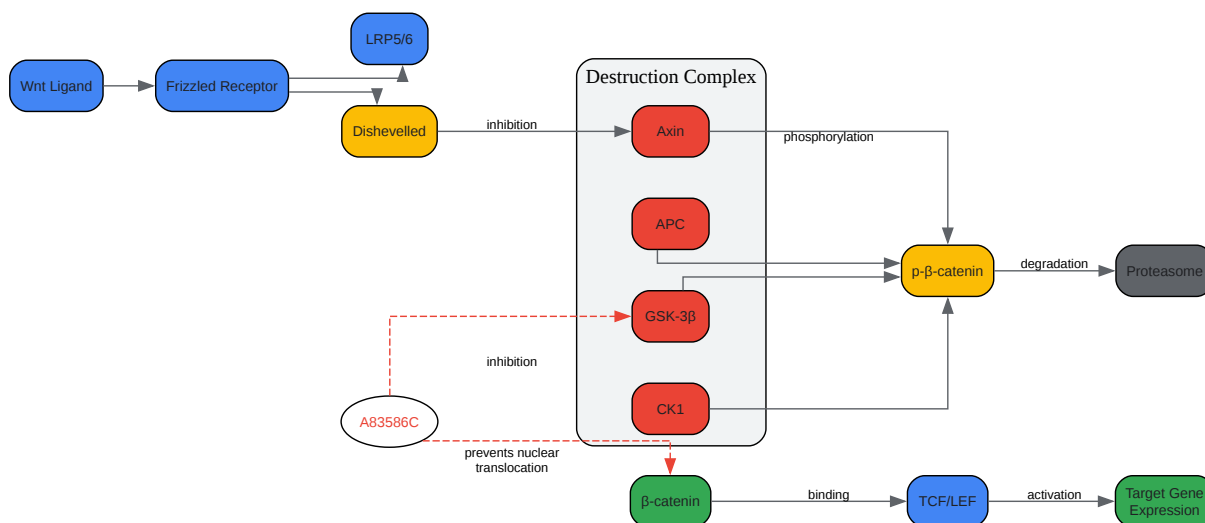 LRP5/6
Wnt Ligand
Frizzled Receptor
Destruction Complex
Dishevelled
inhibition
Axin
phosphorylation
APC
p-β-catenin
degradation
Proteasome
GSK-3β
inhibition
A83586C
CK1
prevents nuclear
translocation
β-catenin
binding
TCF/LEF
activation
Target Gene
Expression